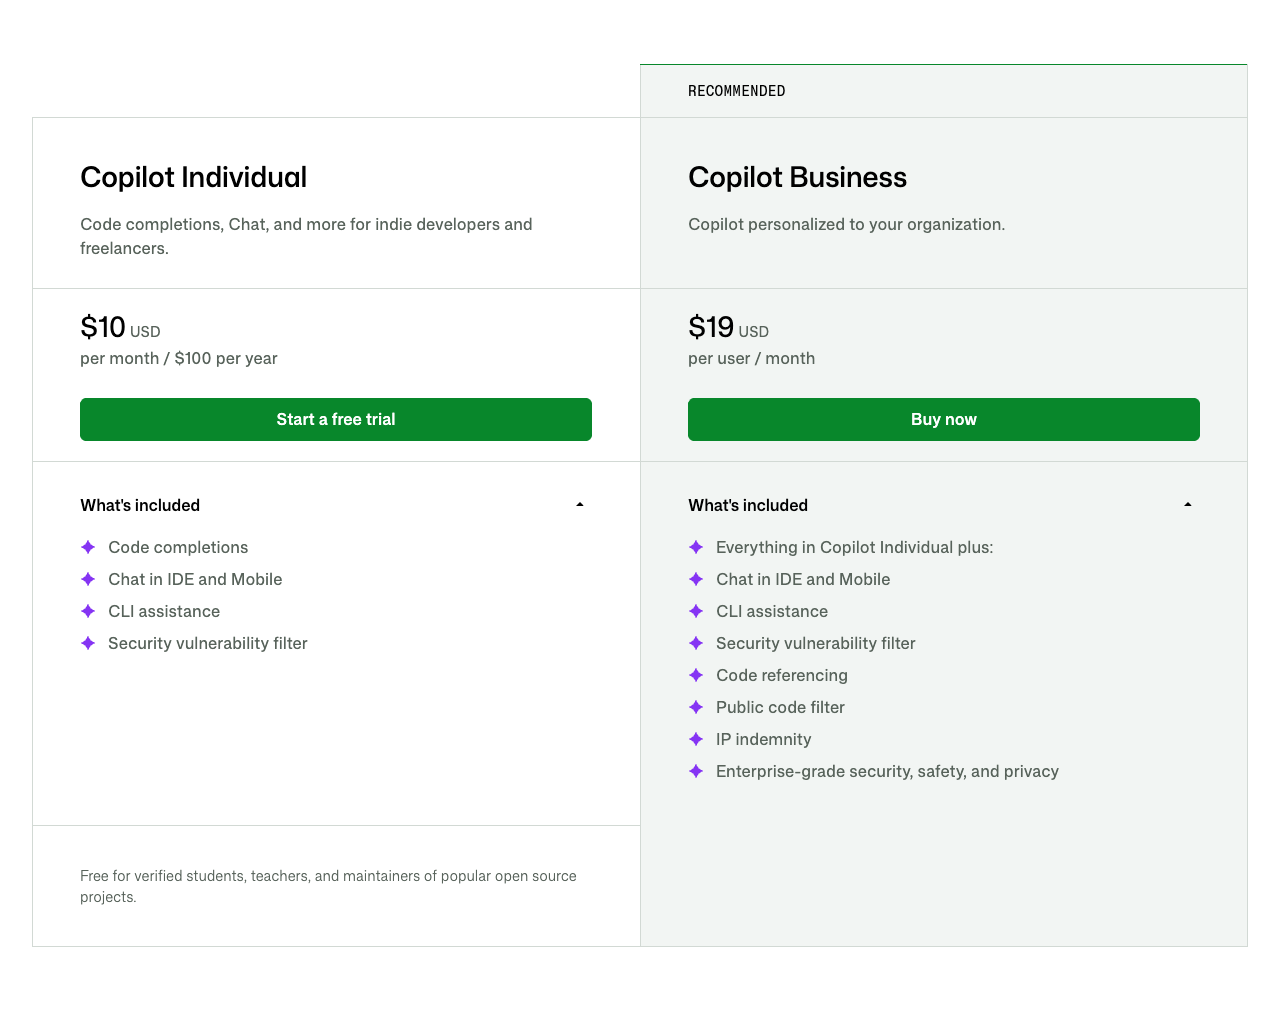 RECOMMENDED
Copilot Individual
Code completions, Chat, and more for indie developers and
freelancers.
$10 USD
per month / $100 per year
Start a free trial
What's included
Code completions
Chat in IDE and Mobile
CLI assistance
Security vulnerability filter
Free for verified students, teachers, and maintainers of popular open source
projects.
Copilot Business
Copilot personalized to your organization.
$19 USD
per user / month
Buy now
What's included
Everything in Copilot Individual plus:
Chat in IDE and Mobile
CLI assistance
Security vulnerability filter
Code referencing
Public code filter
IP indemnity
Enterprise-grade security, safety, and privacy